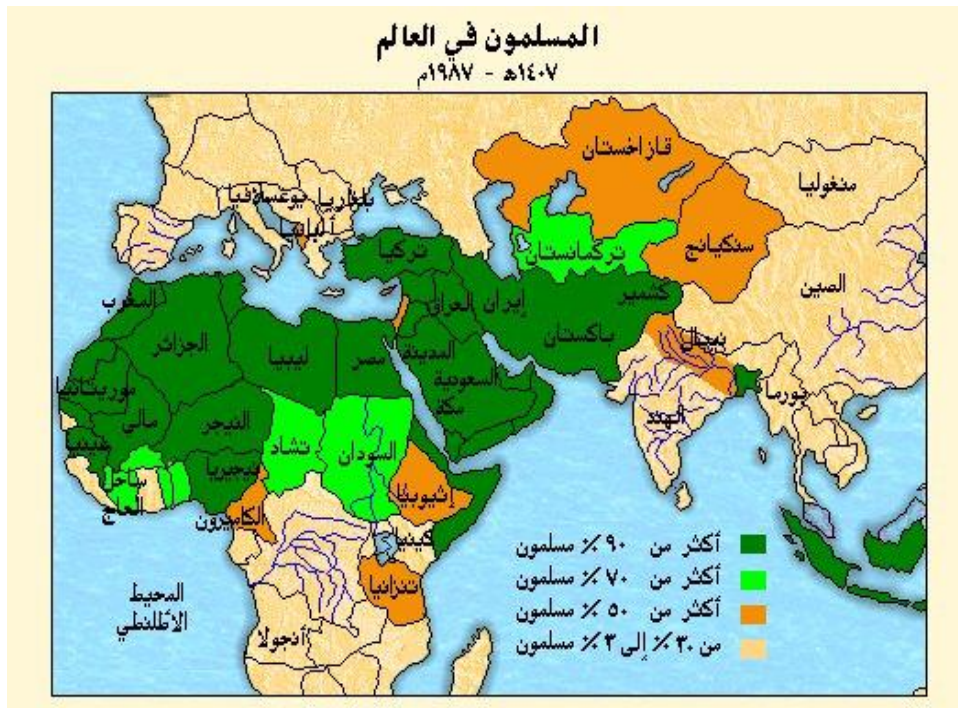 المسلمون في العالم
١٤٠٧هـ - ١٩٨٧م
قازاخستان
منغوليا
يوغسلافيا
بلغاريا
ألبانيا
تركيا
تركمانستان
سنكيانج
الصين
المغرب
العراق
إيران
كشمير
الجزائر
ليبيا
مصر
المدينة
باكستان
نيبال
السعودية
مكة
موريتانيا
مالي
النيجر
تشاد
السودان
الهند
بورما
غينيا
نيجيريا
ساحل
العاج
الكاميرون
إثيوبيا
كينيا
تنزانيا
أنجولا
المحيط
الأطلنطي
أكثر من ٩٠٪ مسلمون
أكثر من ٧٠٪ مسلمون
أكثر من ٥٠٪ مسلمون
من ٣٠٪ إلى ٣٪ مسلمون